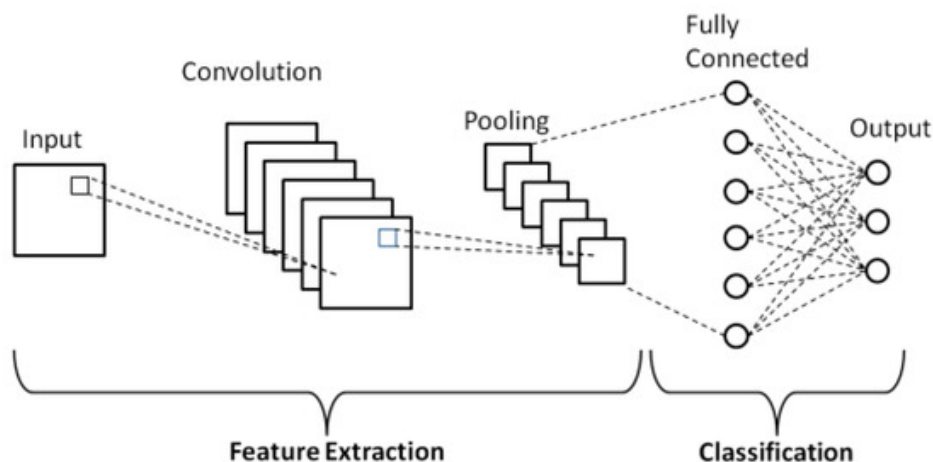 Input
Convolution
Pooling
Fully
Connected
Output
Feature Extraction
Classification